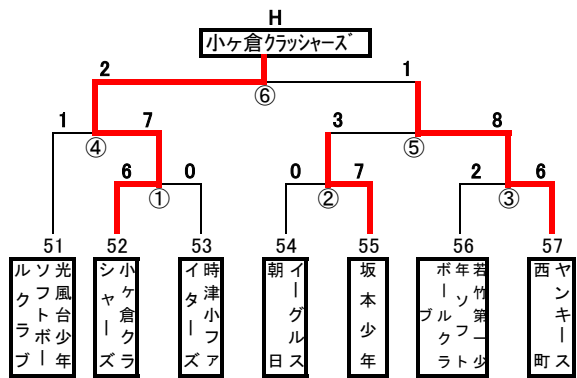 H
小ヶ倉クラッシャーズ
2
1
⑥
1
7
3
8
④
⑤
6
0
0
7
2
6
①
②
③
51
52
53
54
55
56
57
光風台少年
ソフトボー
ルクラブ
小ヶ倉クラ
シャーズ
時津小ファ
イターズ
イーグルス
朝日
坂本少年
若竹第一少
年ソフト
ボールクラ
ブ
ヤンキース
西町